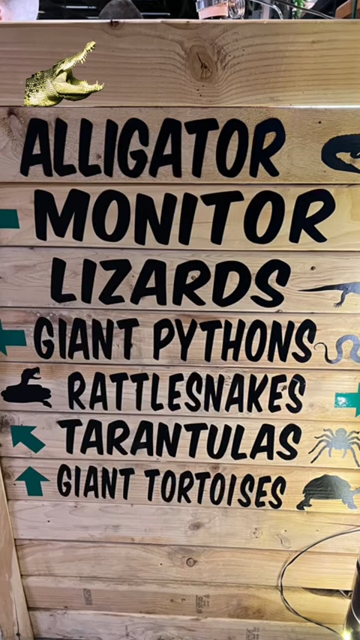 ALLIGATOR
MONITOR
LIZARDS
GIANT PYTHONS
RATTLESNAKES
TARANTULAS
GIANT TORTOISES